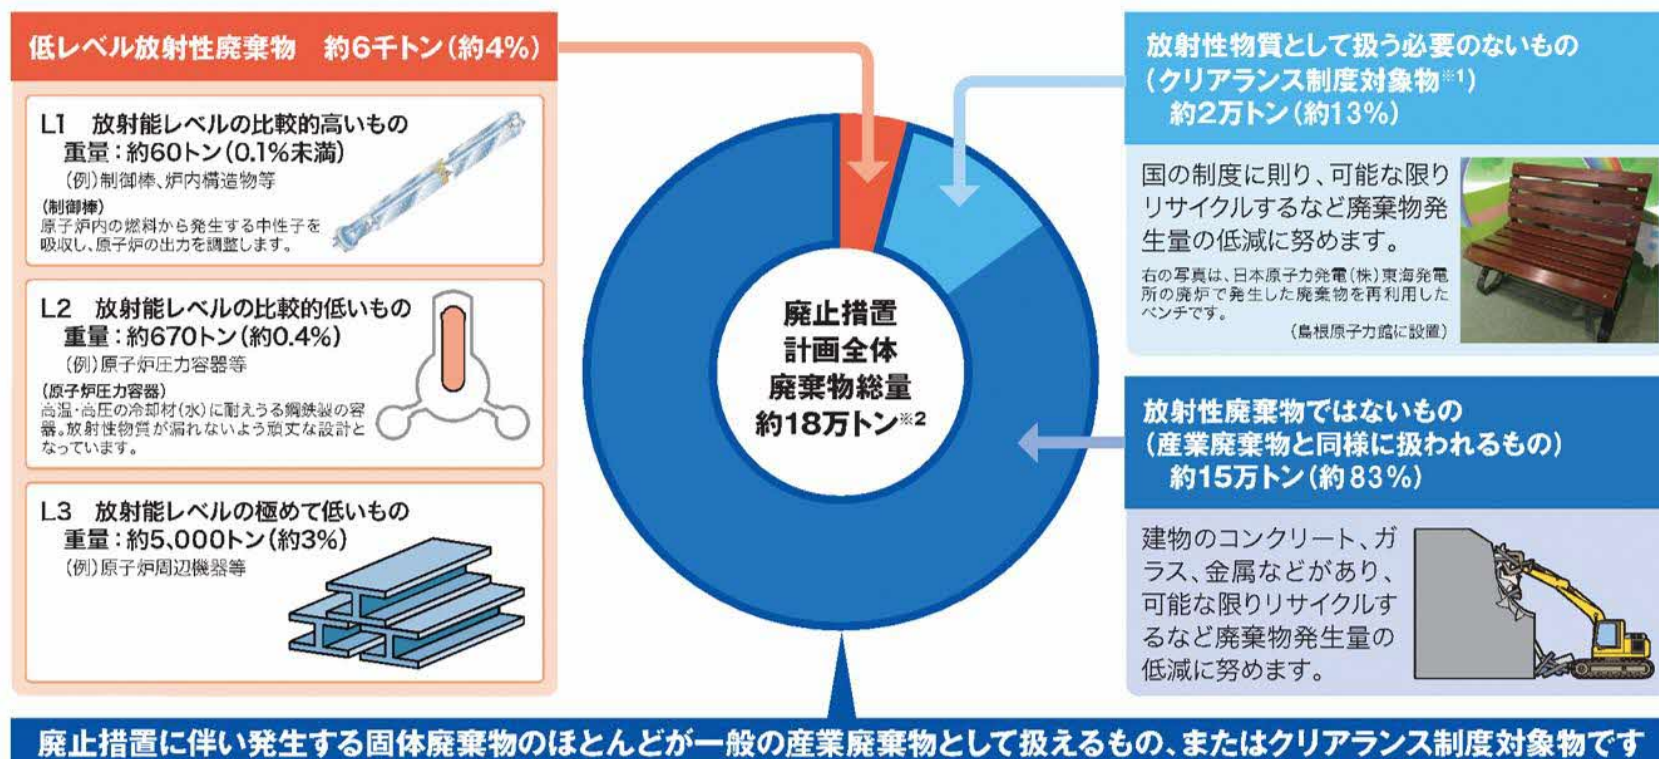 低レベル放射性廃棄物　約6千トン(約4%)
L1　放射能レベルの比較的高いもの
重量：約60トン(0.1%未満)
(例)制御棒、炉内構造物等
(制御棒)
原子炉内の燃料から発生する中性子を
吸収し、原子炉の出力を調整します。
L2　放射能レベルの比較的低いもの
重量：約670トン(約0.4%)
(例)原子炉圧力容器等
(原子炉圧力容器)
高温・高圧の冷却材(水)に耐えうる鋼鉄製の容
器。放射性物質が漏れないよう頑丈な設計と
なっています。
L3　放射能レベルの極めて低いもの
重量：約5,000トン(約3%)
(例)原子炉周辺機器等
廃止措置
計画全体
廃棄物総量
約18万トン※2
放射性物質として扱う必要のないもの
(クリアランス制度対象物※1)
約2万トン(約13%)
国の制度に則り、可能な限り
リサイクルするなど廃棄物発
生量の低減に努めます。
右の写真は、日本原子力発電(株)東海発電
所の廃炉で発生した廃棄物を再利用した
ベンチです。
(島根原子力館に設置)
放射性廃棄物ではないもの
(産業廃棄物と同様に扱われるもの)
約15万トン(約83%)
建物のコンクリート、ガ
ラス、金属などがあり、
可能な限りリサイクルす
るなど廃棄物発生量の
低減に努めます。
廃止措置に伴い発生する固体廃棄物のほとんどが一般の産業廃棄物として扱えるもの、またはクリアランス制度対象物です